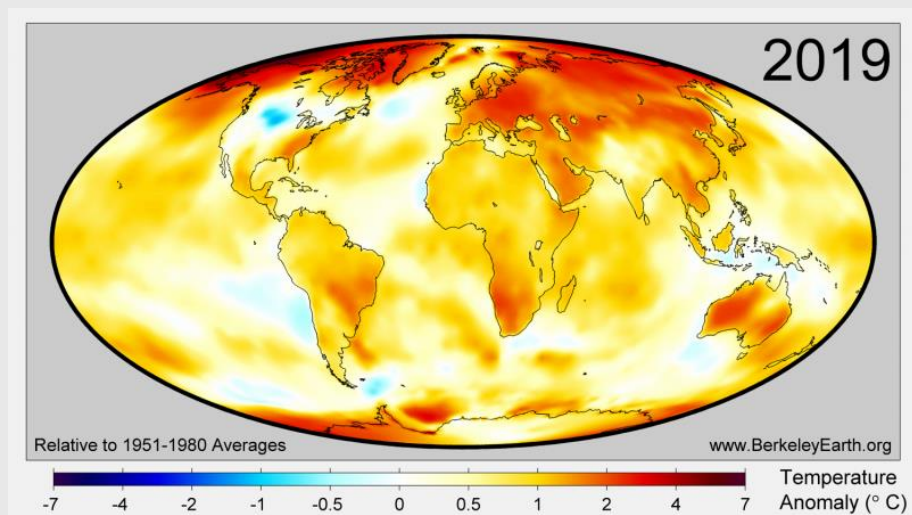 2019
Relative to 1951-1980 Averages
www.BerkeleyEarth.org
-7 -4 -2 -1 -0.5 0 0.5 1 2 4 7
Temperature
Anomaly (° C)